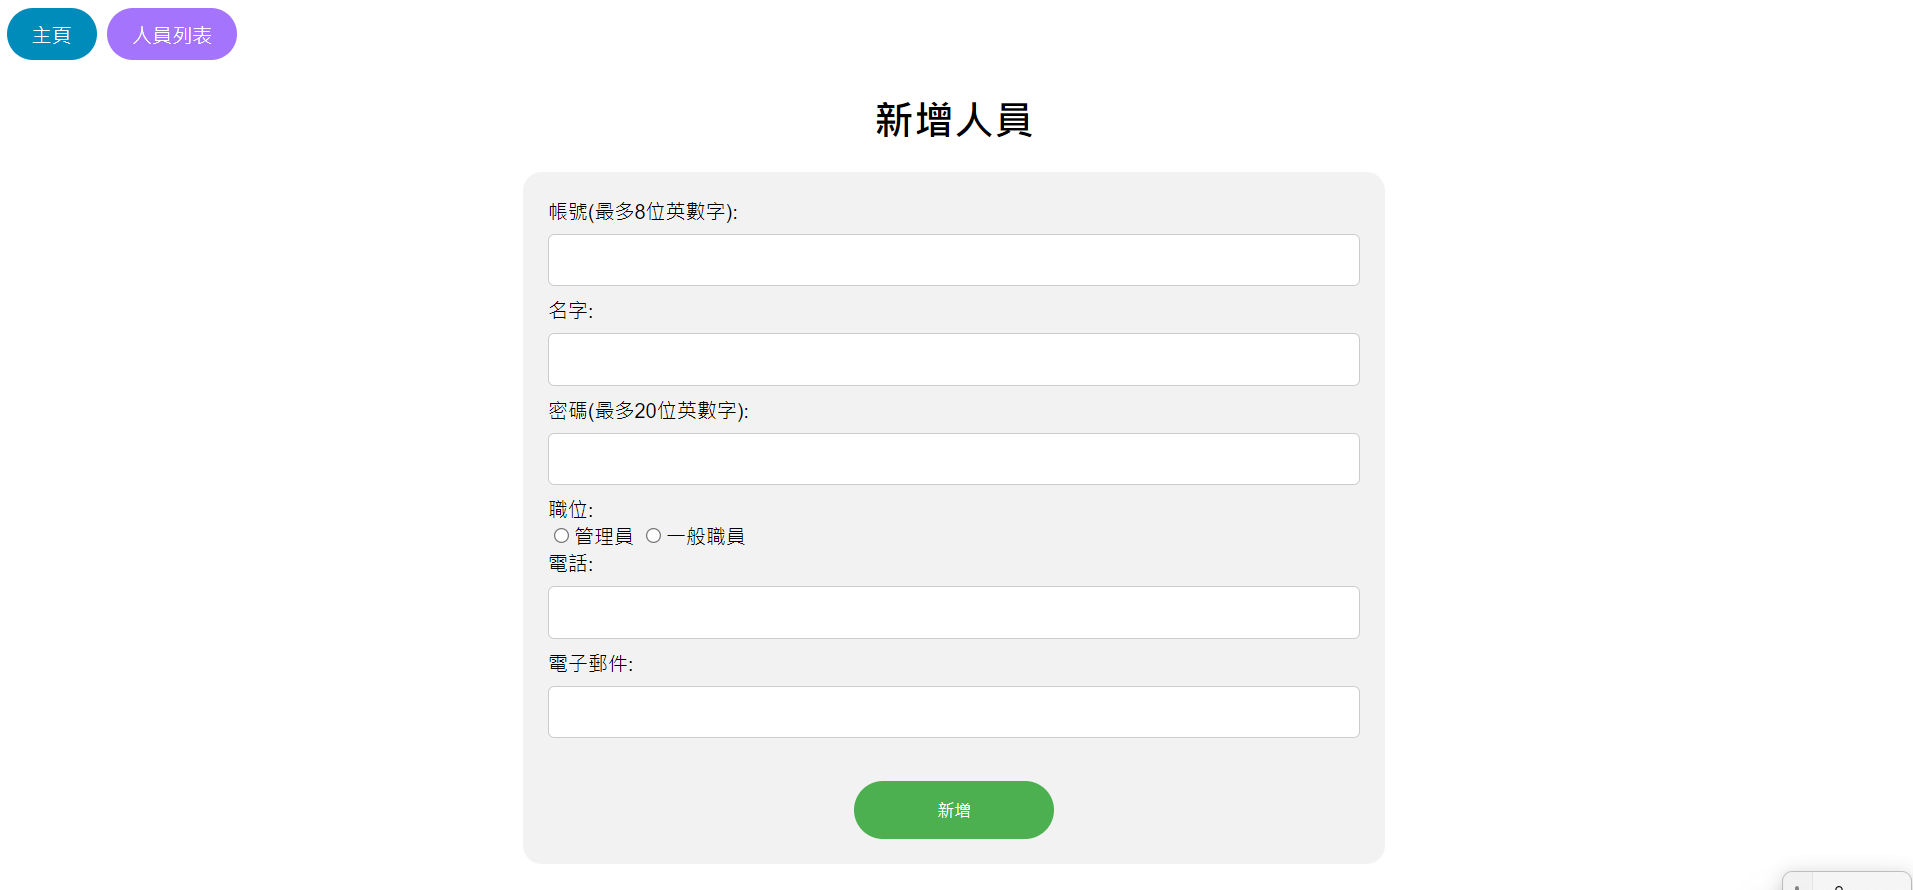 主頁 人員列表
新增人員
帳號(最多8位英數字):
名字:
密碼(最多20位英數字):
職位:
管理員 一般職員
電話:
電子郵件:
新增